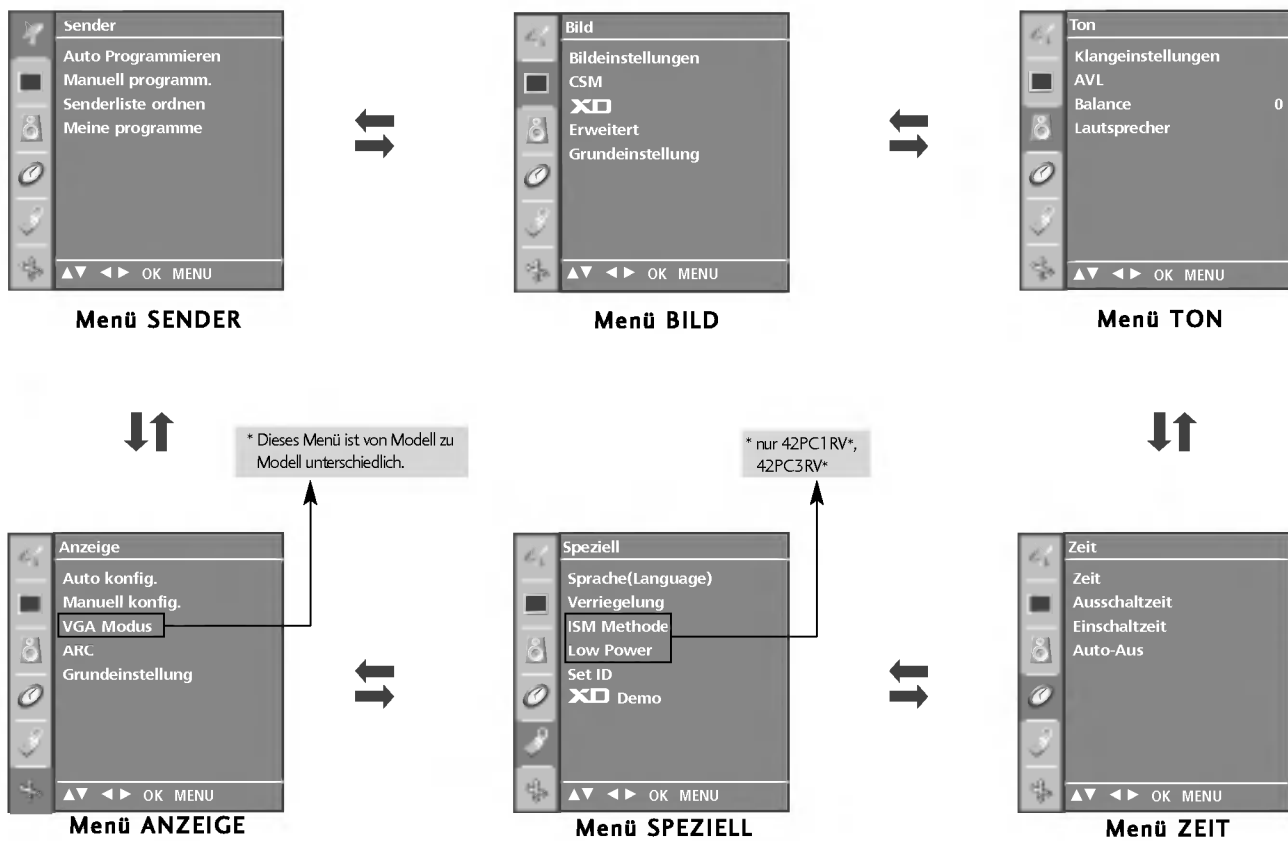 Sender
Auto Programmieren
Manuell programm.
Senderliste ordnen
Meine programme
▲▼ ◄► OK MENU
Menü SENDER
Bild
Bildeinstellungen
CSM
XD
Erweitert
Grundeinstellung
▲▼ ◄► OK MENU
Menü BILD
Ton
Klangeinstellungen
AVL
Balance 0
Lautsprecher
▲▼ ◄► OK MENU
Menü TON
* Dieses Menü ist von Modell zu
Modell unterschiedlich.
* nur 42PC1RV*,
42PC3RV*
Anzeige
Auto konfig.
Manuell konfig.
VGA Modus
ARC
Grundeinstellung
▲▼ ◄► OK MENU
Menü ANZEIGE
Speziell
Sprache(Language)
Verriegelung
ISM Methode
Low Power
Set ID
XD Demo
▲▼ ◄► OK MENU
Menü SPEZIELL
Zeit
Zeit
Ausschaltzeit
Einschaltzeit
Auto-Aus
▲▼ ◄► OK MENU
Menü ZEIT